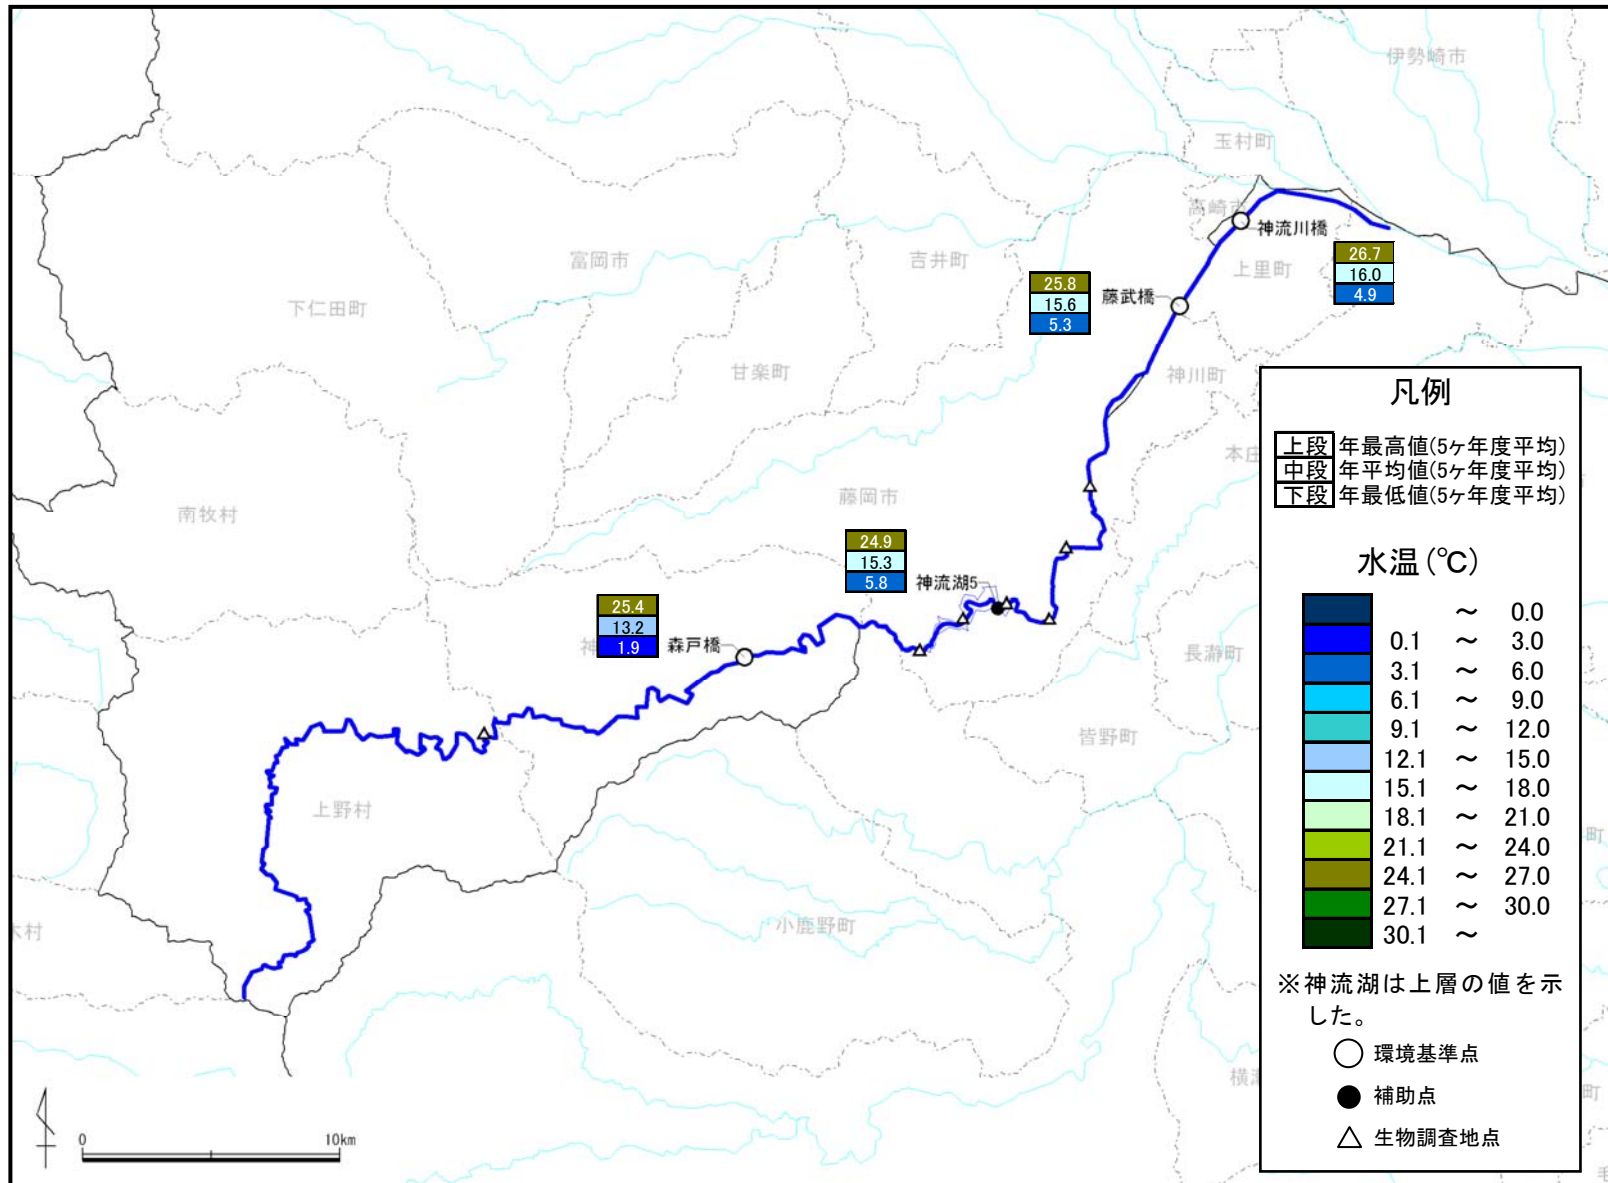 伊勢崎市
玉村町
高崎市
神流川橋
富岡市
吉井町
上里町
26.7
16.0
4.9
25.8
15.6
5.3
藤武橋
下仁田町
甘楽町
神川町
本庄
藤岡市
南牧村
24.9
15.3
5.8
神流湖5
25.4
13.2
1.9
神
森戸橋
長瀞町
皆野町
上野村
町
小鹿野町
村
横
町
凡例
上段 年最高値(5ヶ年度平均)
中段 年平均値(5ヶ年度平均)
下段 年最低値(5ヶ年度平均)
水温(℃)
～ 0.0
0.1 ～ 3.0
3.1 ～ 6.0
6.1 ～ 9.0
9.1 ～ 12.0
12.1 ～ 15.0
15.1 ～ 18.0
18.1 ～ 21.0
21.1 ～ 24.0
24.1 ～ 27.0
27.1 ～ 30.0
30.1 ～
※神流湖は上層の値を示
した。
環境基準点
補助点
生物調査地点
0 10km